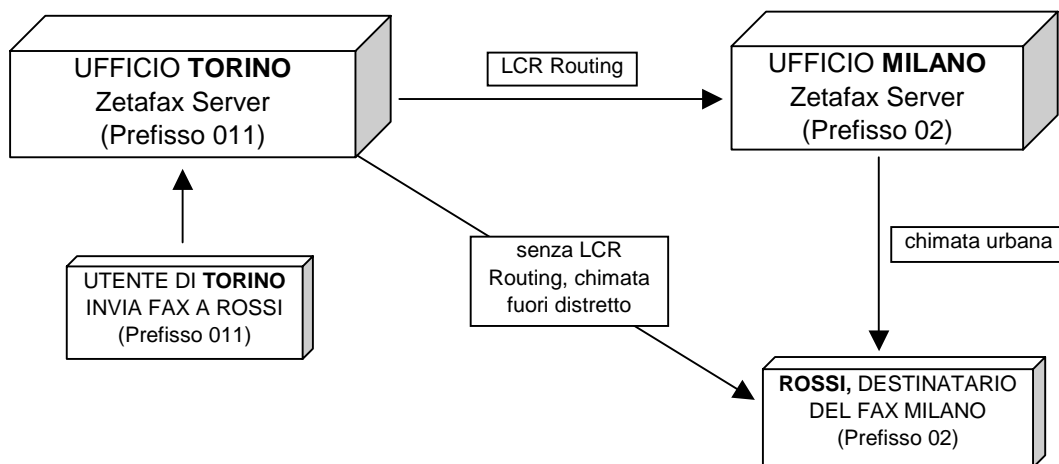 UFFICIO TORINO
Zetafax Server
(Prefisso 011)
LCR Routing
UFFICIO MILANO
Zetafax Server
(Prefisso 02)
UTENTE DI TORINO
INVIA FAX A ROSSI
(Prefisso 011)
senza LCR
Routing, chimata
fuori distretto
chimata urbana
ROSSI, DESTINATARIO
DEL FAX MILANO
(Prefisso 02)